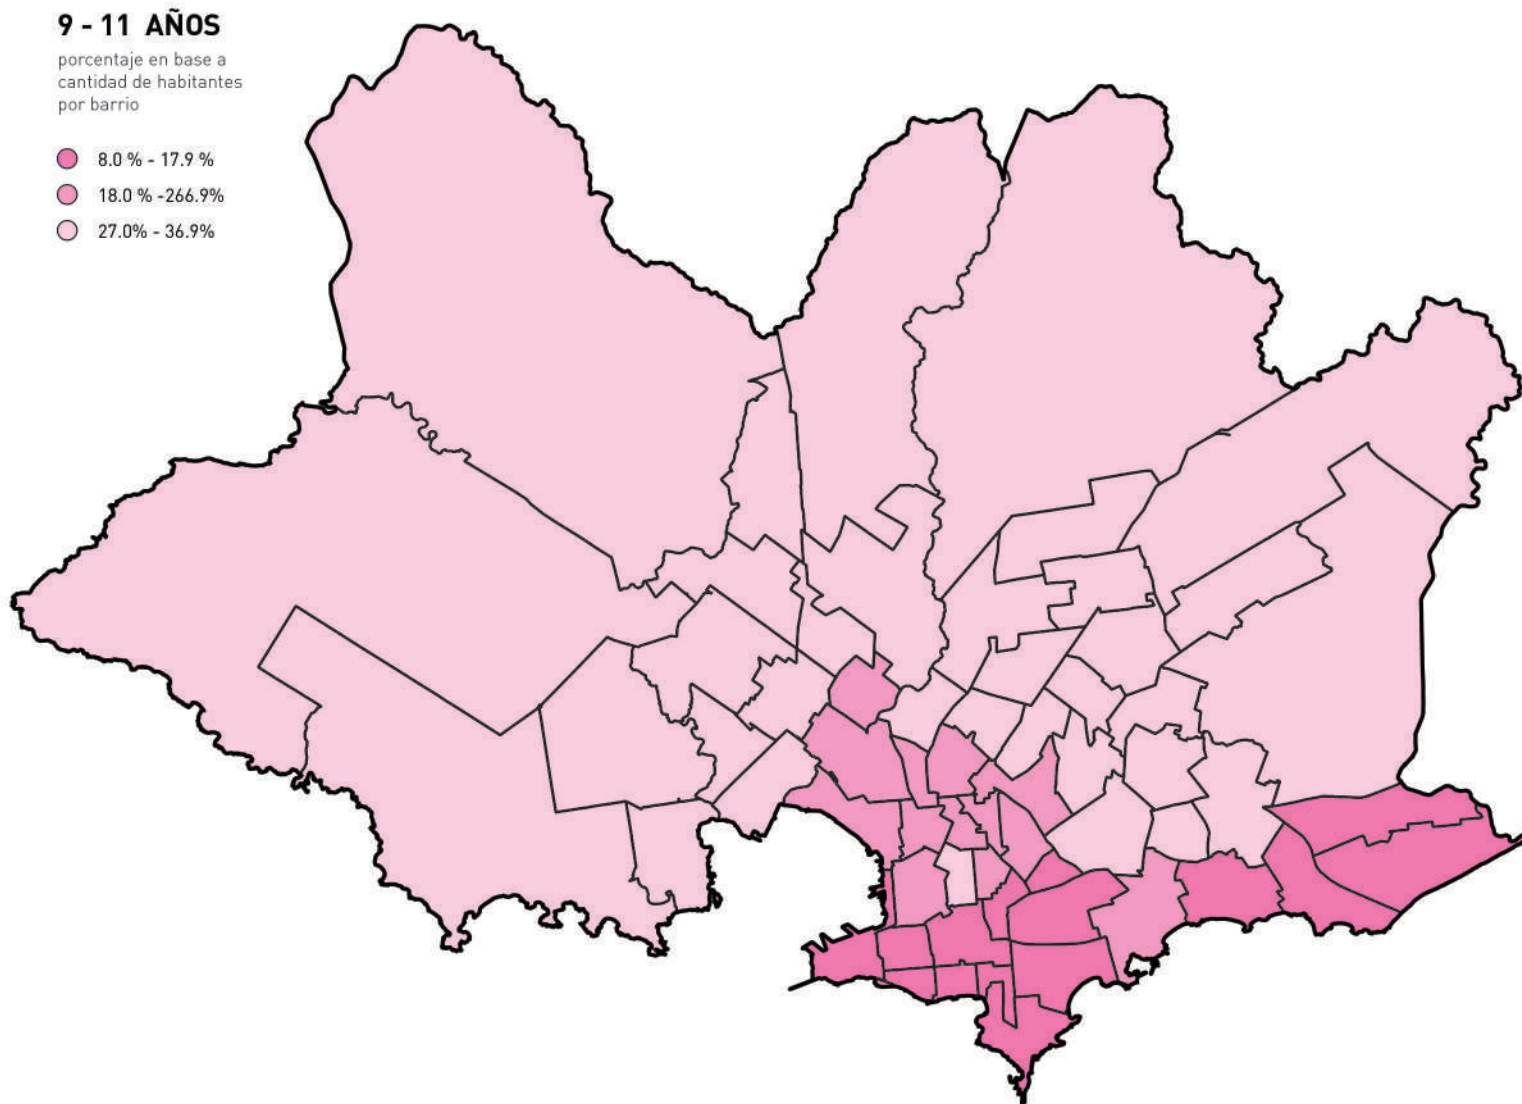 9 - 11 AÑOS
porcentaje en base a
cantidad de habitantes
por barrio
8.0 % - 17.9 %
18.0 % -266.9%
27.0% - 36.9%